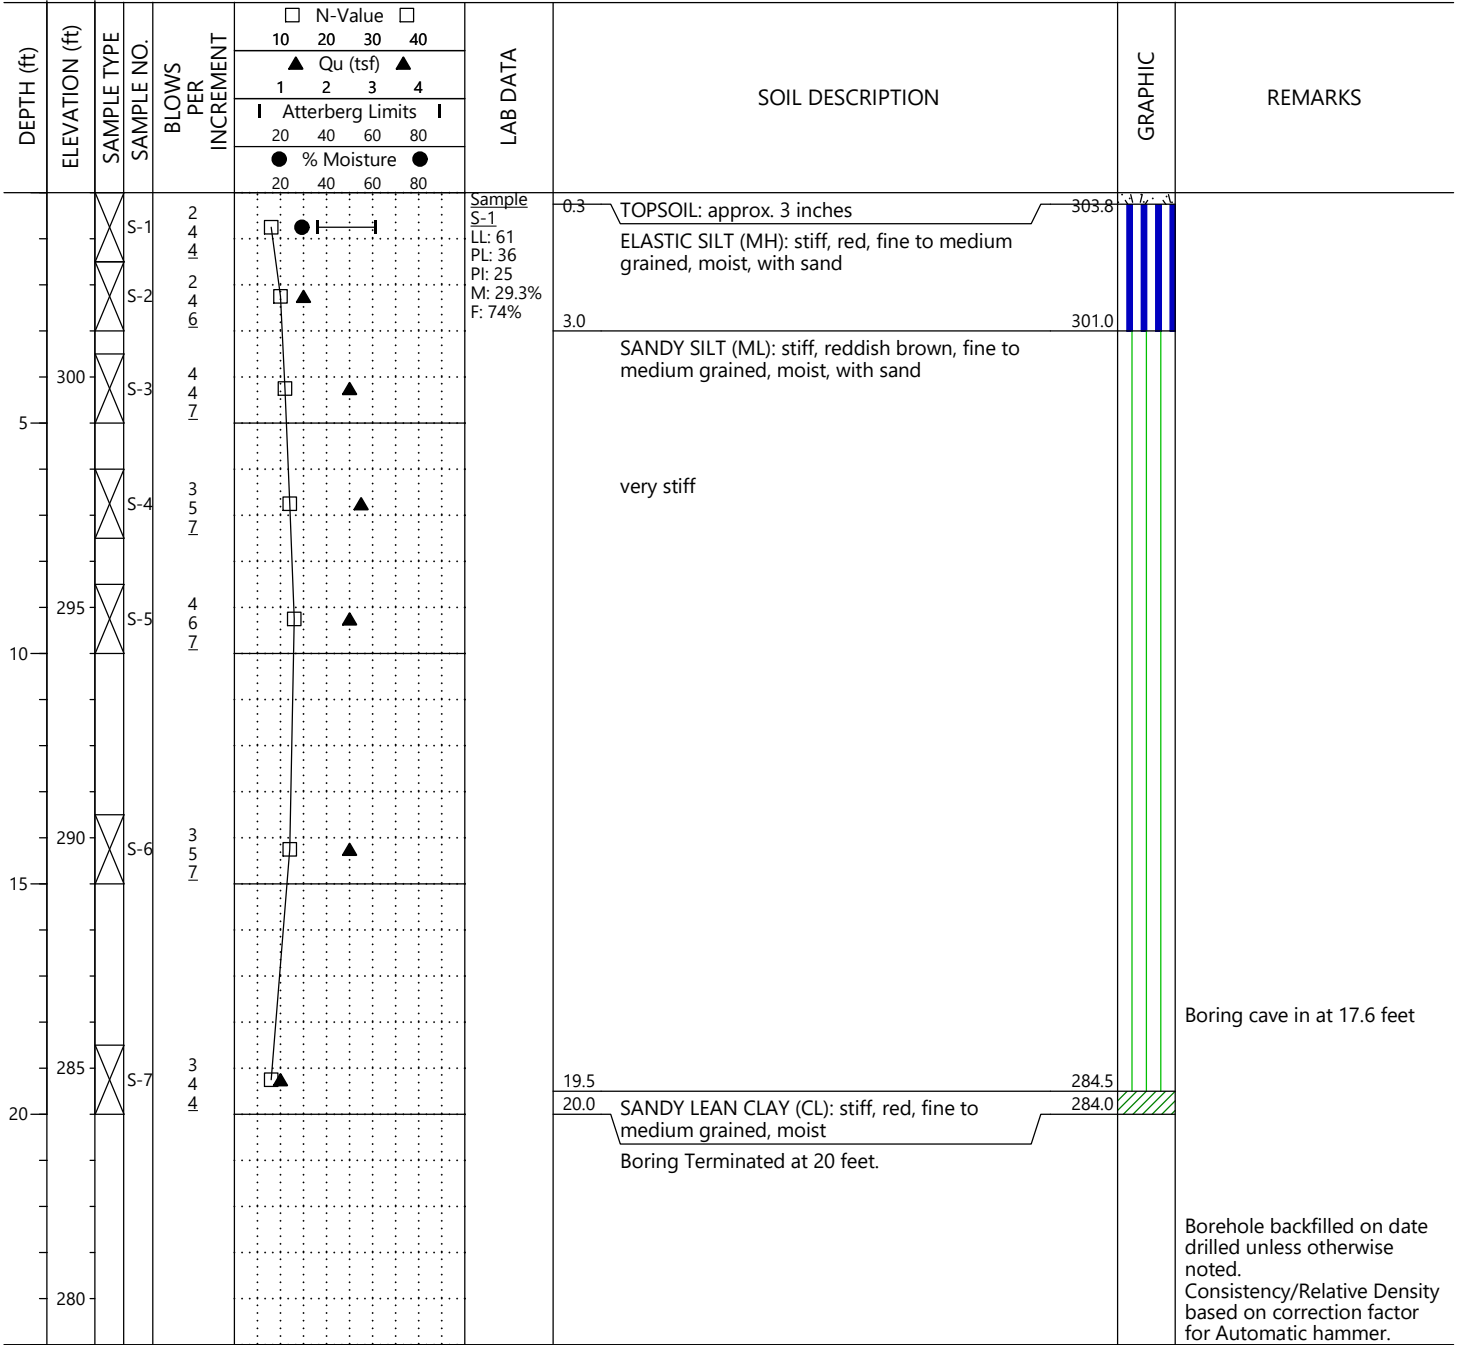 DEPTH (ft)
ELEVATION (ft)
SAMPLE TYPE
SAMPLE NO.
BLOWS
PER
INCREMENT
N-Value
10 20 30 40
Qu (tsf)
1 2 3 4
Atterberg Limits
20 40 60 80
% Moisture
20 40 60 80
LAB DATA
SOIL DESCRIPTION
GRAPHIC
REMARKS
S-1
2
4
4
Sample
S-1
LL: 61
PL: 36
PI: 25
M: 29.3%
F: 74%
0.3 TOPSOIL: approx. 3 inches 303.8
ELASTIC SILT (MH): stiff, red, fine to medium
grained, moist, with sand
S-2
2
4
6
3.0 301.0
SANDY SILT (ML): stiff, reddish brown, fine to
medium grained, moist, with sand
300
S-3
4
4
7
5
S-4
3
5
7
very stiff
295
S-5
4
6
7
10
290
S-6
3
5
7
15
Boring cave in at 17.6 feet
285
S-7
3
4
4
19.5 284.5
20.0 SANDY LEAN CLAY (CL): stiff, red, fine to 284.0
medium grained, moist
20
Boring Terminated at 20 feet.
280
Borehole backfilled on date
drilled unless otherwise
noted.
Consistency/Relative Density
based on correction factor
for Automatic hammer.